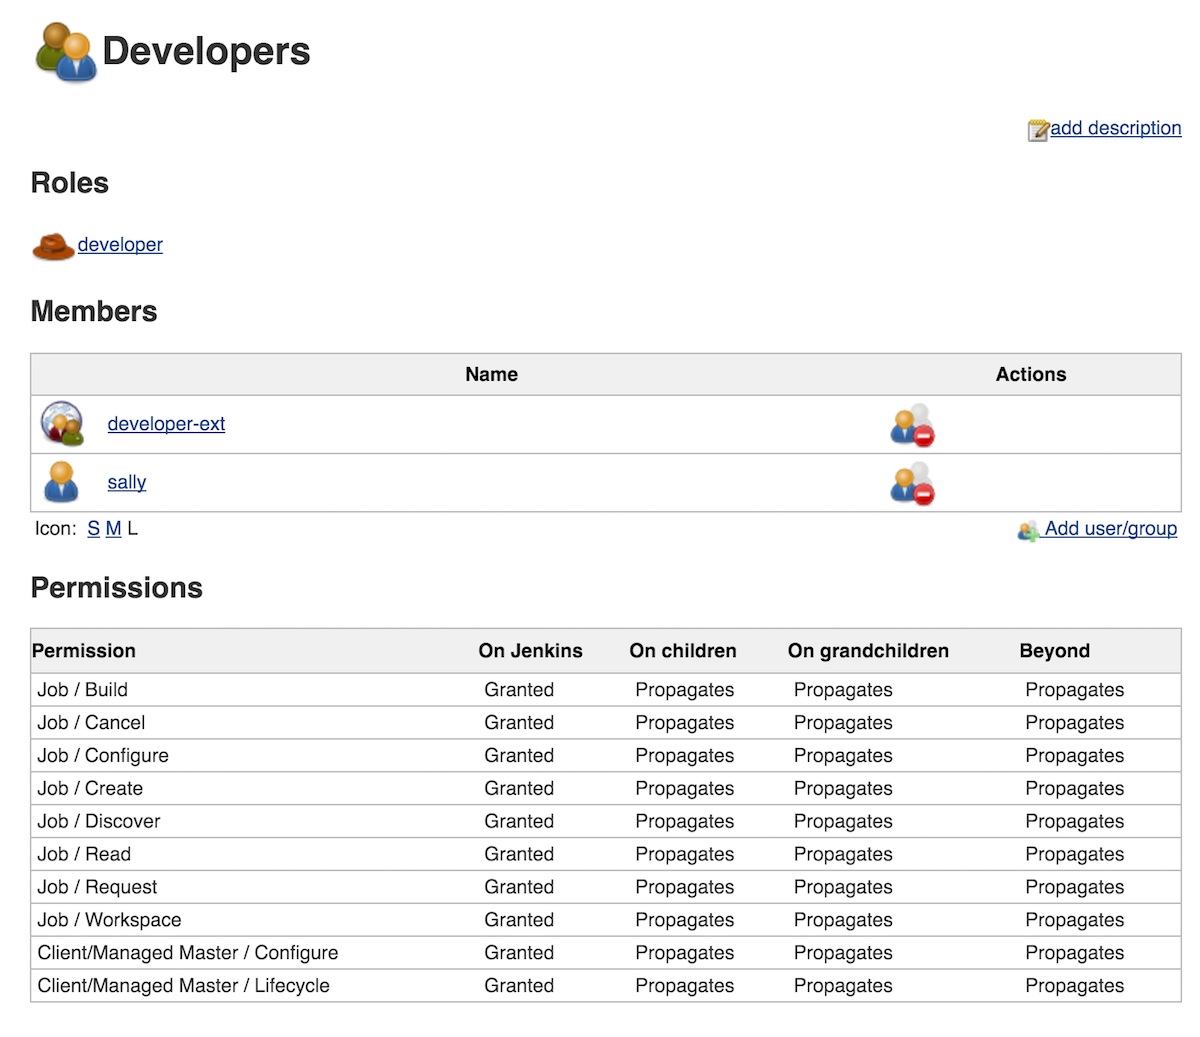 Developers
add description
Roles
developer
Members
Name Actions
developer-ext
sally
Icon: S M L Add user/group
Permissions
Permission On Jenkins On children On grandchildren Beyond
Job / Build Granted Propagates Propagates Propagates
Job / Cancel Granted Propagates Propagates Propagates
Job / Configure Granted Propagates Propagates Propagates
Job / Create Granted Propagates Propagates Propagates
Job / Discover Granted Propagates Propagates Propagates
Job / Read Granted Propagates Propagates Propagates
Job / Request Granted Propagates Propagates Propagates
Job / Workspace Granted Propagates Propagates Propagates
Client/Managed Master / Configure Granted Propagates Propagates Propagates
Client/Managed Master / Lifecycle Granted Propagates Propagates Propagates